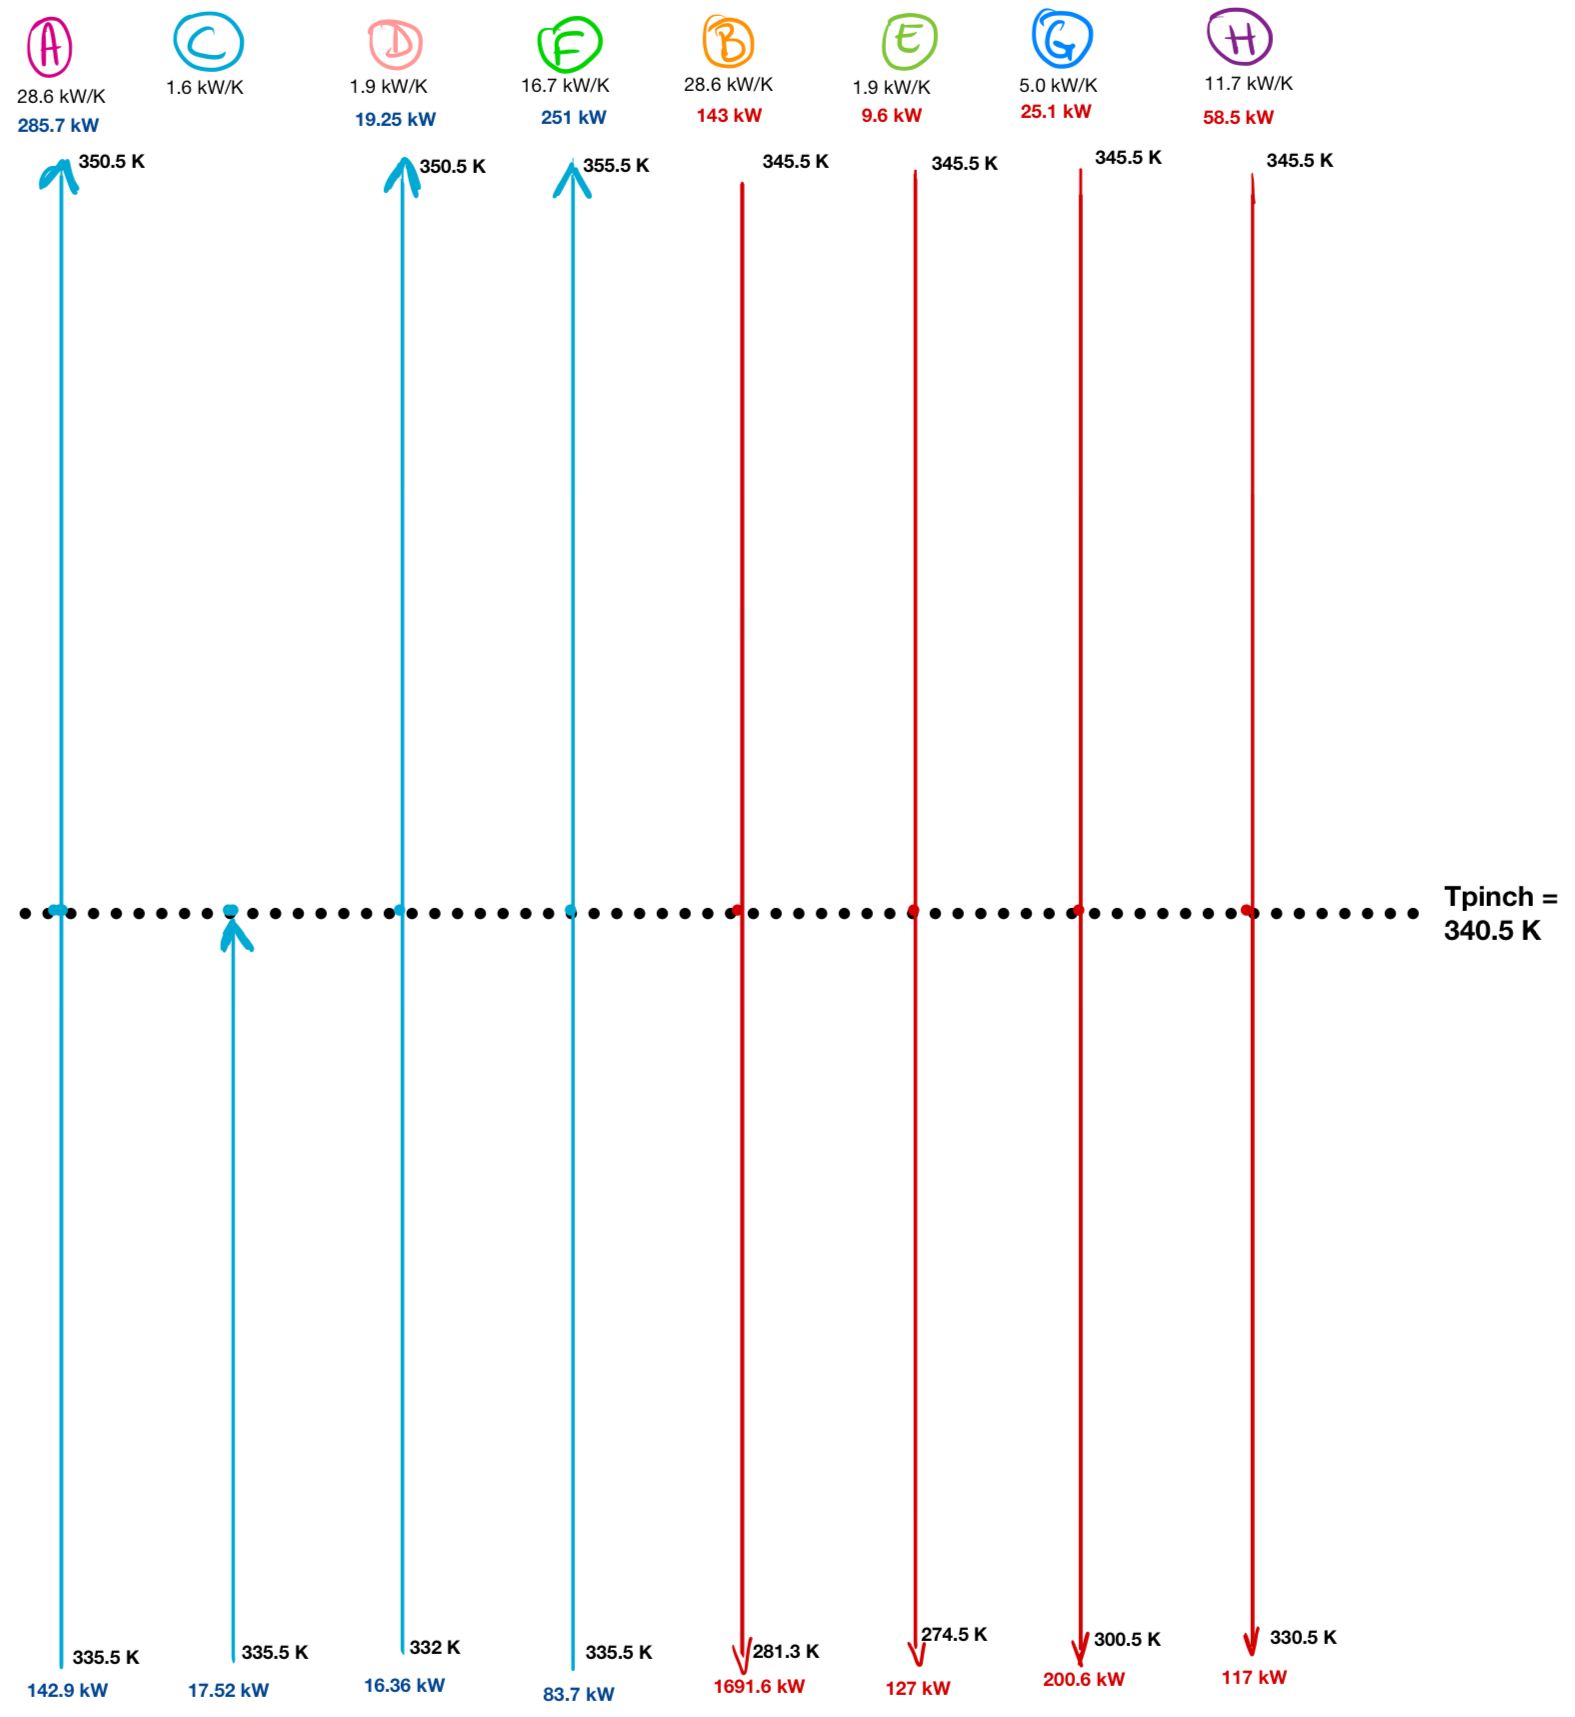 A C D F B E G H
28.6 kW/K 1.6 kW/K 1.9 kW/K 16.7 kW/K 28.6 kW/K 1.9 kW/K 5.0 kW/K 11.7 kW/K
285.7 kW 19.25 kW 251 kW 143 kW 9.6 kW 25.1 kW 58.5 kW
350.5 K 350.5 K 355.5 K 345.5 K 345.5 K 345.5 K 345.5 K
Tpinch =
340.5 K
335.5 K 335.5 K 332 K 335.5 K 281.3 K 274.5 K 300.5 K 330.5 K
142.9 kW 17.52 kW 16.36 kW 83.7 kW 1691.6 kW 127 kW 200.6 kW 117 kW